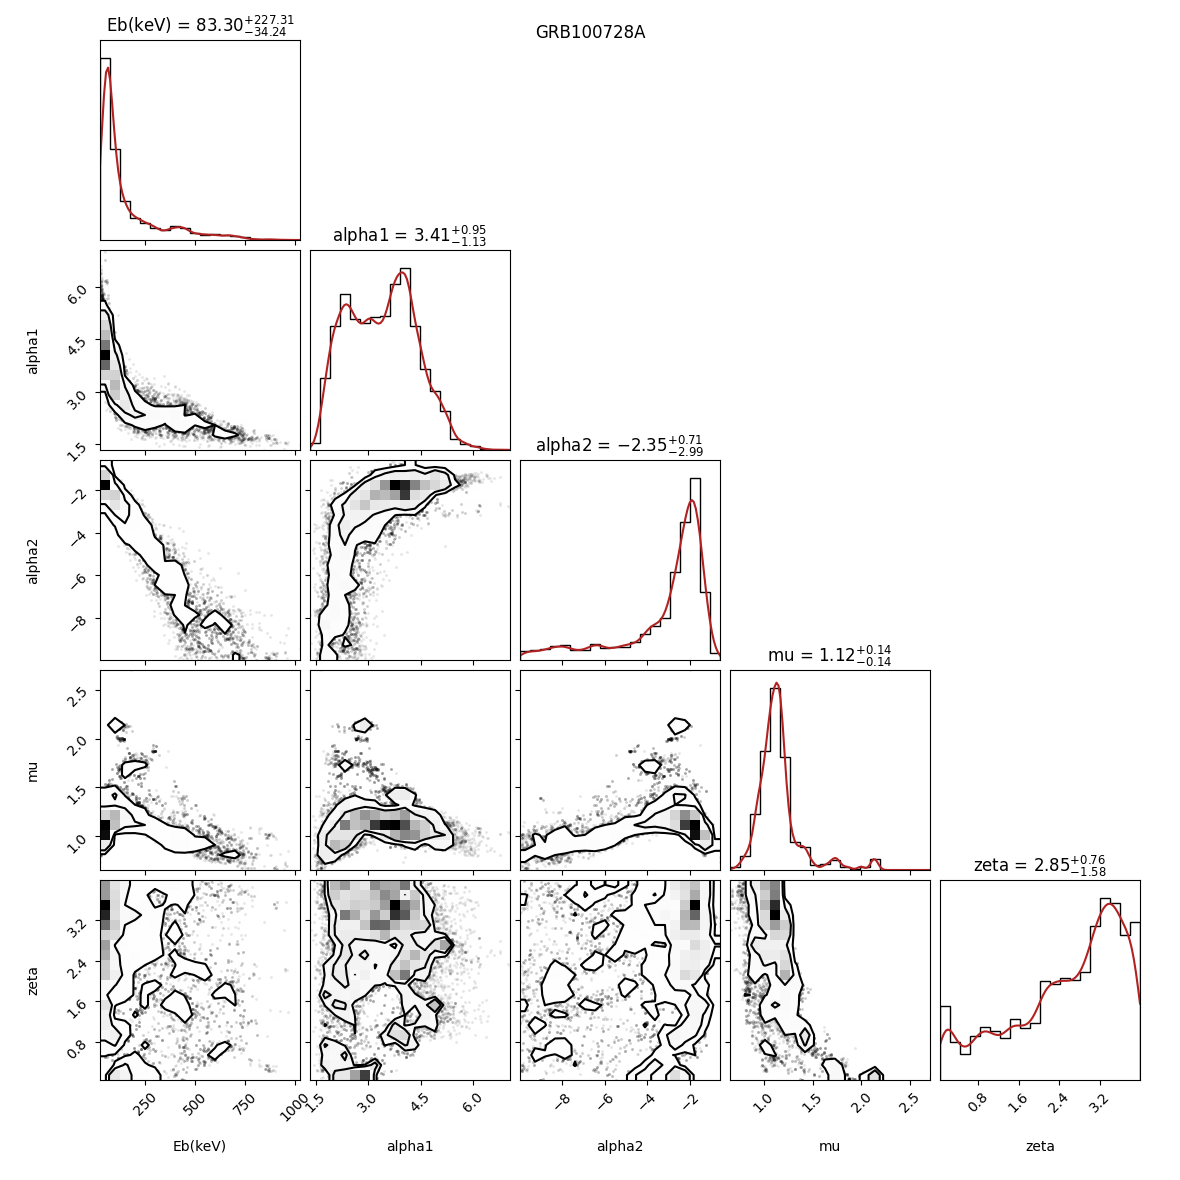 GRB100728A
Eb(keV) = 83.30+227.31−34.24
alpha1 = 3.41+0.95−1.13
6.0
4.5
3.0
1.5
alpha1
alpha2 = −2.35+0.71−2.99
−2
−4
−6
−8
alpha2
mu = 1.12+0.14−0.14
2.5
2.0
1.5
1.0
mu
zeta = 2.85+0.76−1.58
3.2
2.4
1.6
0.8
zeta
250 500 750 1000
1.5 3.0 4.5 6.0
−8 −6 −4 −2
1.0 1.5 2.0 2.5
0.8 1.6 2.4 3.2
Eb(keV) alpha1 alpha2 mu zeta